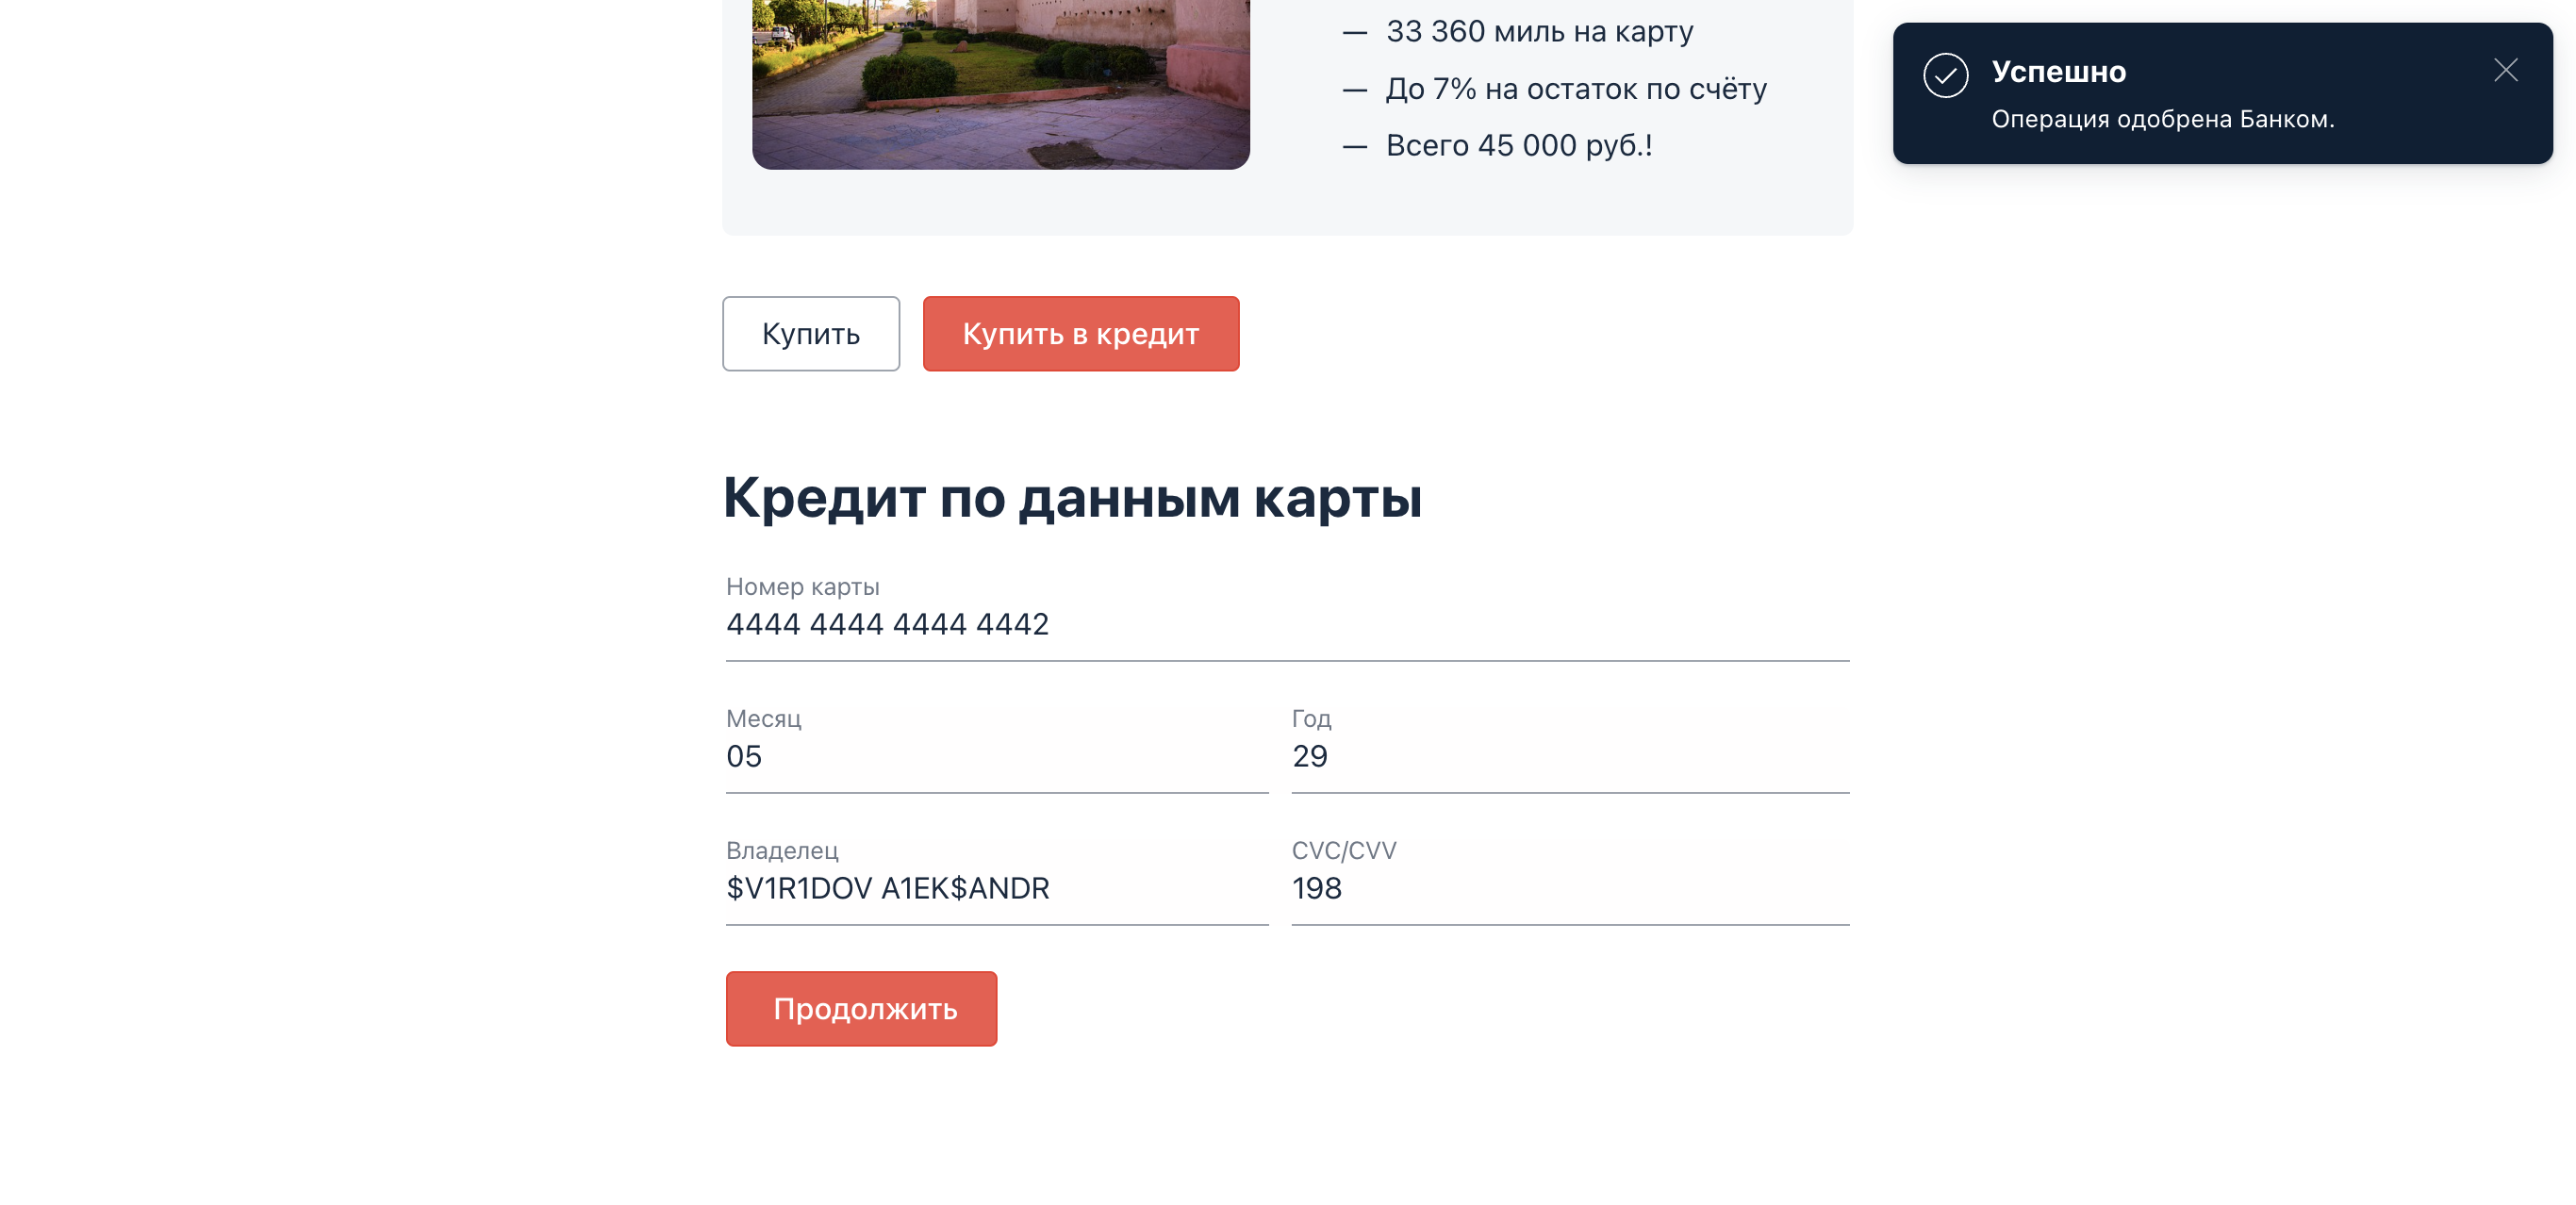 — 33 360 миль на карту
— До 7% на остаток по счёту
— Всего 45 000 руб.!
Успешно
Операция одобрена Банком.
Купить
Купить в кредит
Кредит по данным карты
Номер карты
4444 4444 4444 4442
Месяц
Год
05
29
Владелец
CVC/CVV
$V1R1DOV A1EK$ANDR
198
Продолжить